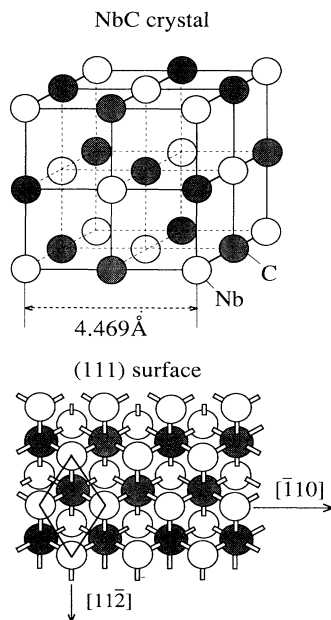 NbC crystal
C
Nb
4.469Å
(111) surface
[1̄10]
[112̄]